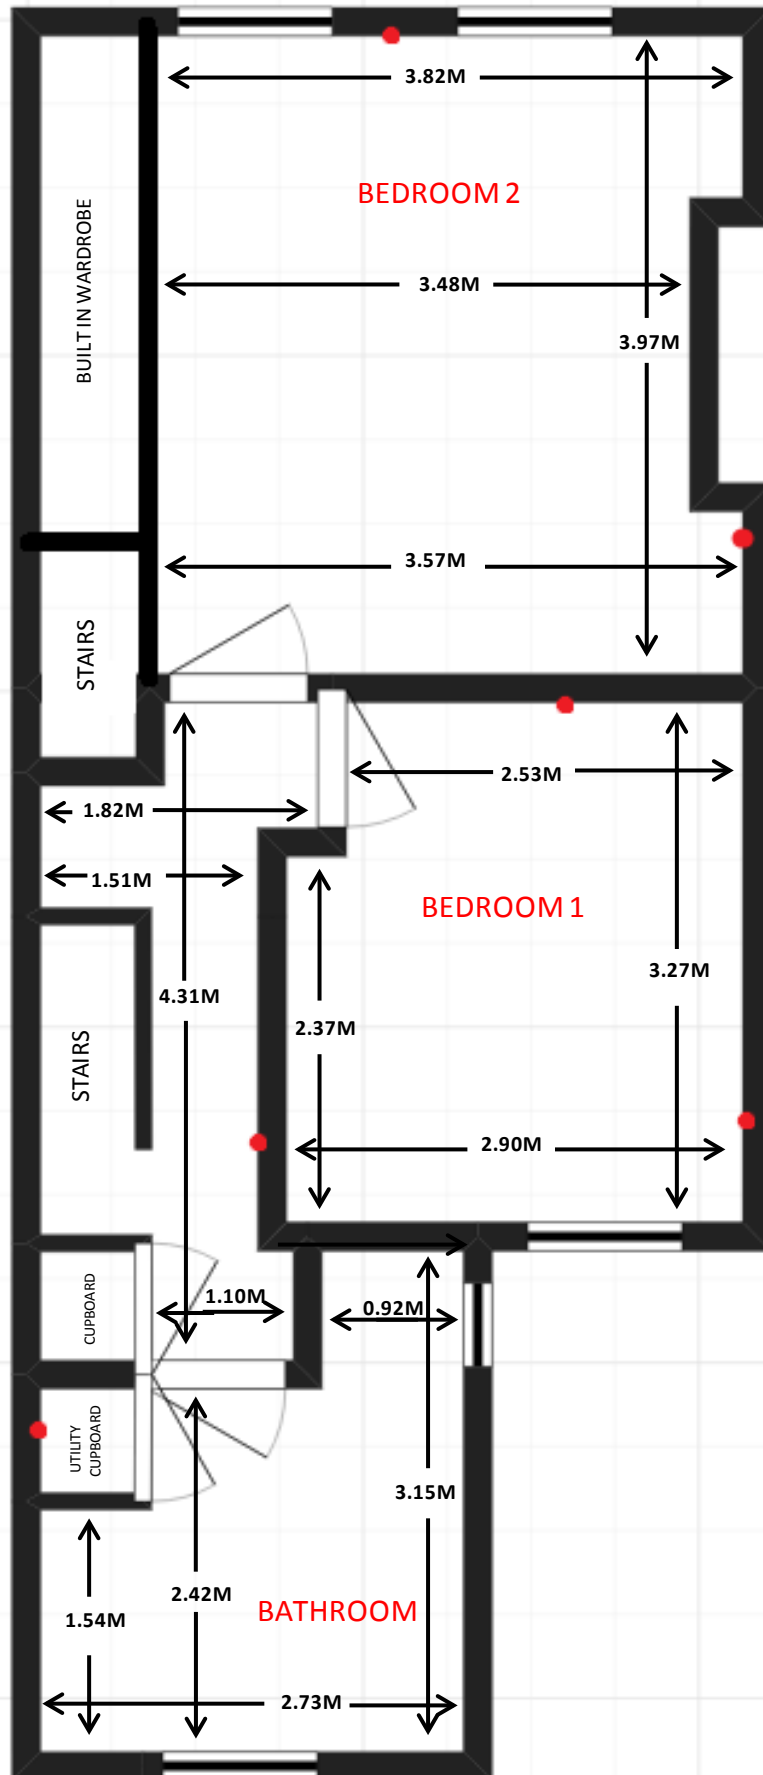 3.82M
BEDROOM 2
BUILT IN WARDROBE
3.48M
3.97M
3.57M
STAIRS
2.53M
1.82M
1.51M
BEDROOM 1
3.27M
4.31M
2.37M
STAIRS
2.90M
1.10M
0.92M
CUPBOARD
UTILITY
CUPBOARD
3.15M
2.42M
1.54M
BATHROOM
2.73M